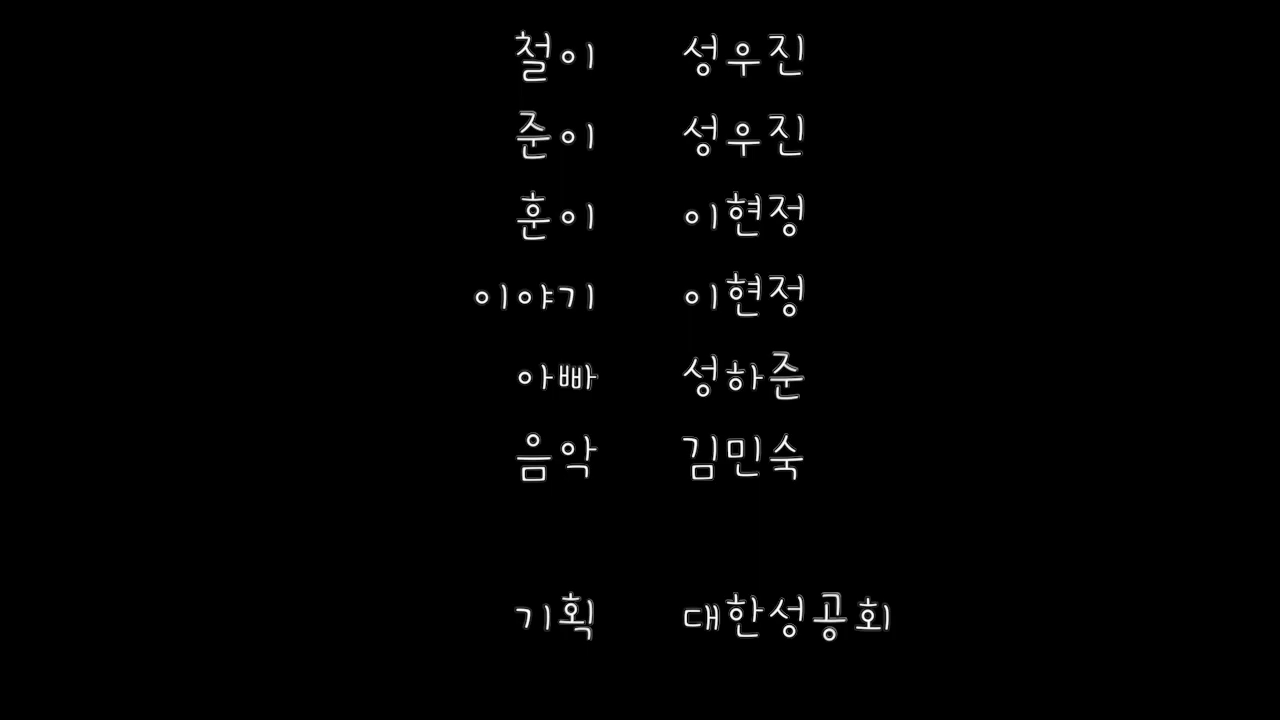 철이 성우진
준이 성우진
훈이 이현정
이야기 이현정
아빠 성하준
음악 김민숙
기획 대한성공회